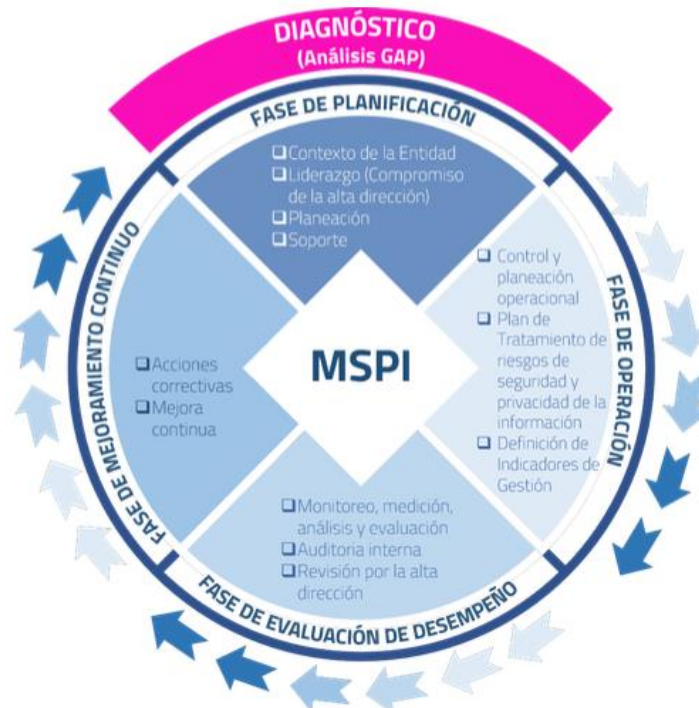 DIAGNÓSTICO
(Análisis GAP)
FASE DE PLANIFICACIÓN
❑Contexto de la Entidad
❑Liderazgo (Compromiso
de la alta dirección)
❑Planeación
❑Soporte
FASE DE OPERACIÓN
❑ Control y
planeación
operacional
❑ Plan de
Tratamiento de
riesgos de
seguridad y
privacidad de la
información
❑ Definición de
Indicadores de
Gestión
MSPI
FASE DE EVALUACIÓN DE DESEMPEÑO
❑Monitoreo, medición,
análisis y evaluación
❑Auditoria interna
❑Revisión por la alta
dirección
FASE DE MEJORAMIENTO CONTINUO
❑Acciones
correctivas
❑Mejora
continua